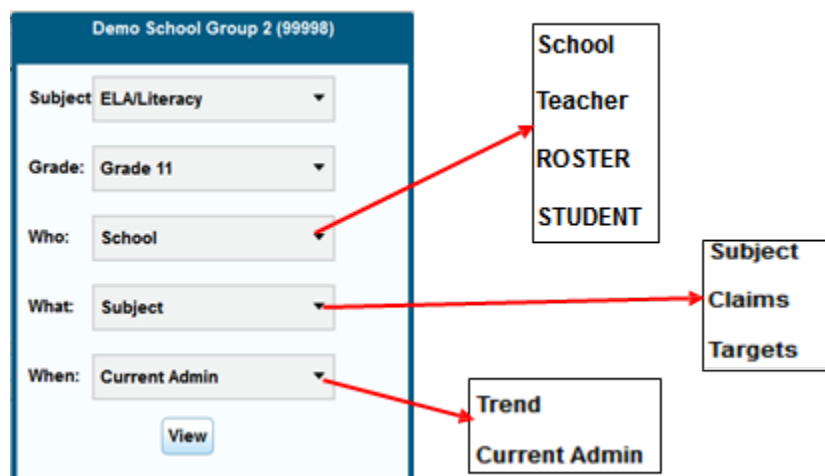 Demo School Group 2 (99998)
Subject ELA/Literacy
Grade: Grade 11
Who: School
What: Subject
When: Current Admin
View
School
Teacher
ROSTER
STUDENT
Subject
Claims
Targets
Trend
Current Admin